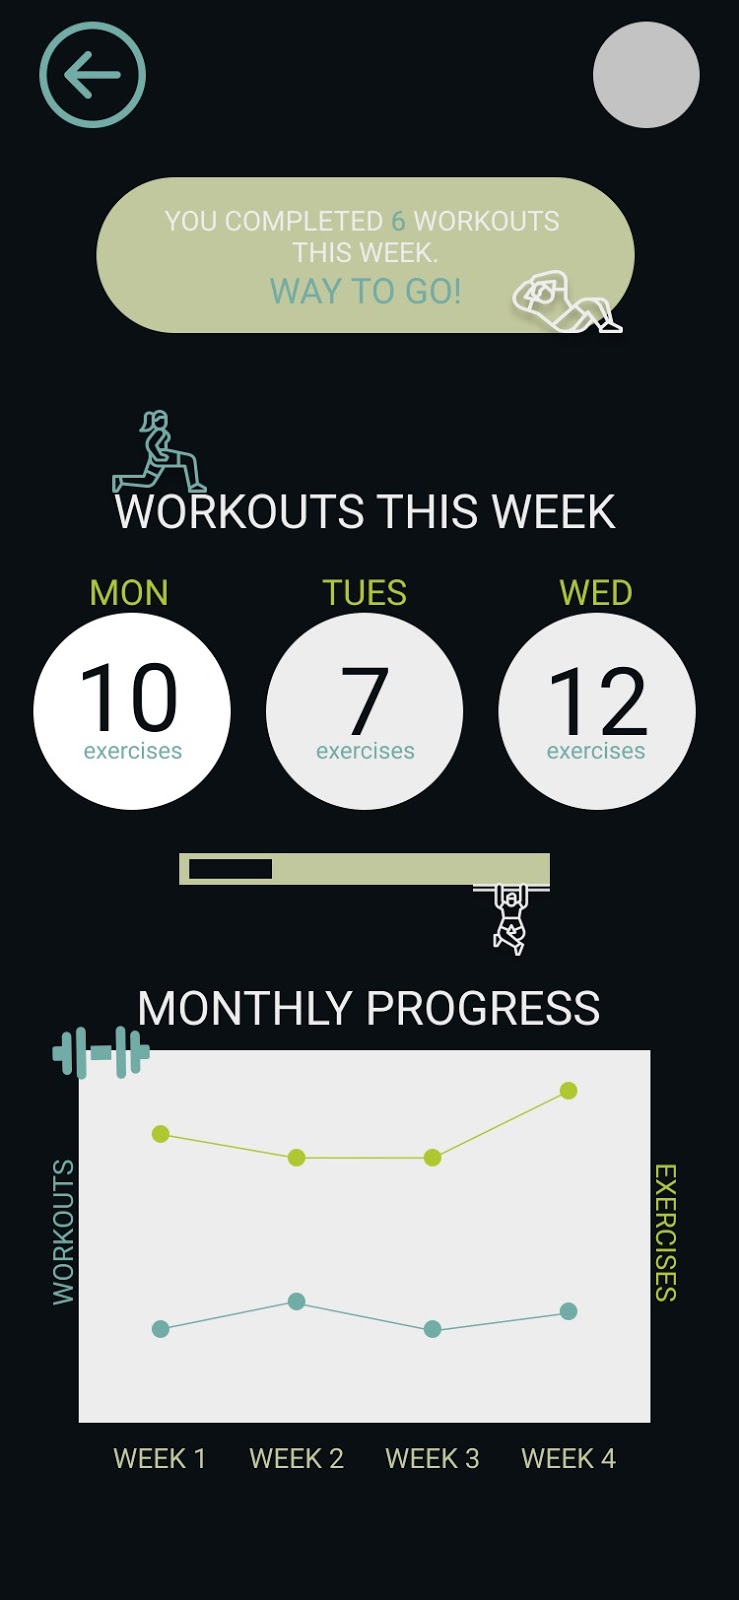 YOU COMPLETED 6 WORKOUTS
THIS WEEK.
WAY TO GO!
WORKOUTS THIS WEEK
MON
TUES
WED
10
7
12
exercises
exercises
exercises
MONTHLY PROGRESS
WORKOUTS
EXERCISES
WEEK 1
WEEK 2
WEEK 3
WEEK 4